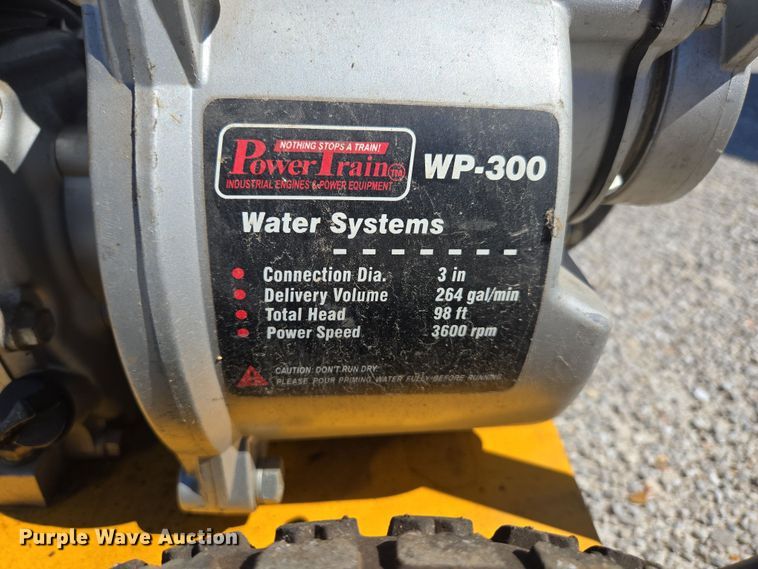 NOTHING STOPS A TRAIN!
PowerTrain TM
INDUSTRIAL ENGINES & POWER EQUIPMENT
WP-300
Water Systems
Connection Dia. 3 in
Delivery Volume 264 gal/min
Total Head 98 ft
Power Speed 3600 rpm
CAUTION: DON'T RUN DRY
PLEASE POUR PRIMING WATER FULLY BEFORE RUNNING.
Purple Wave Auction